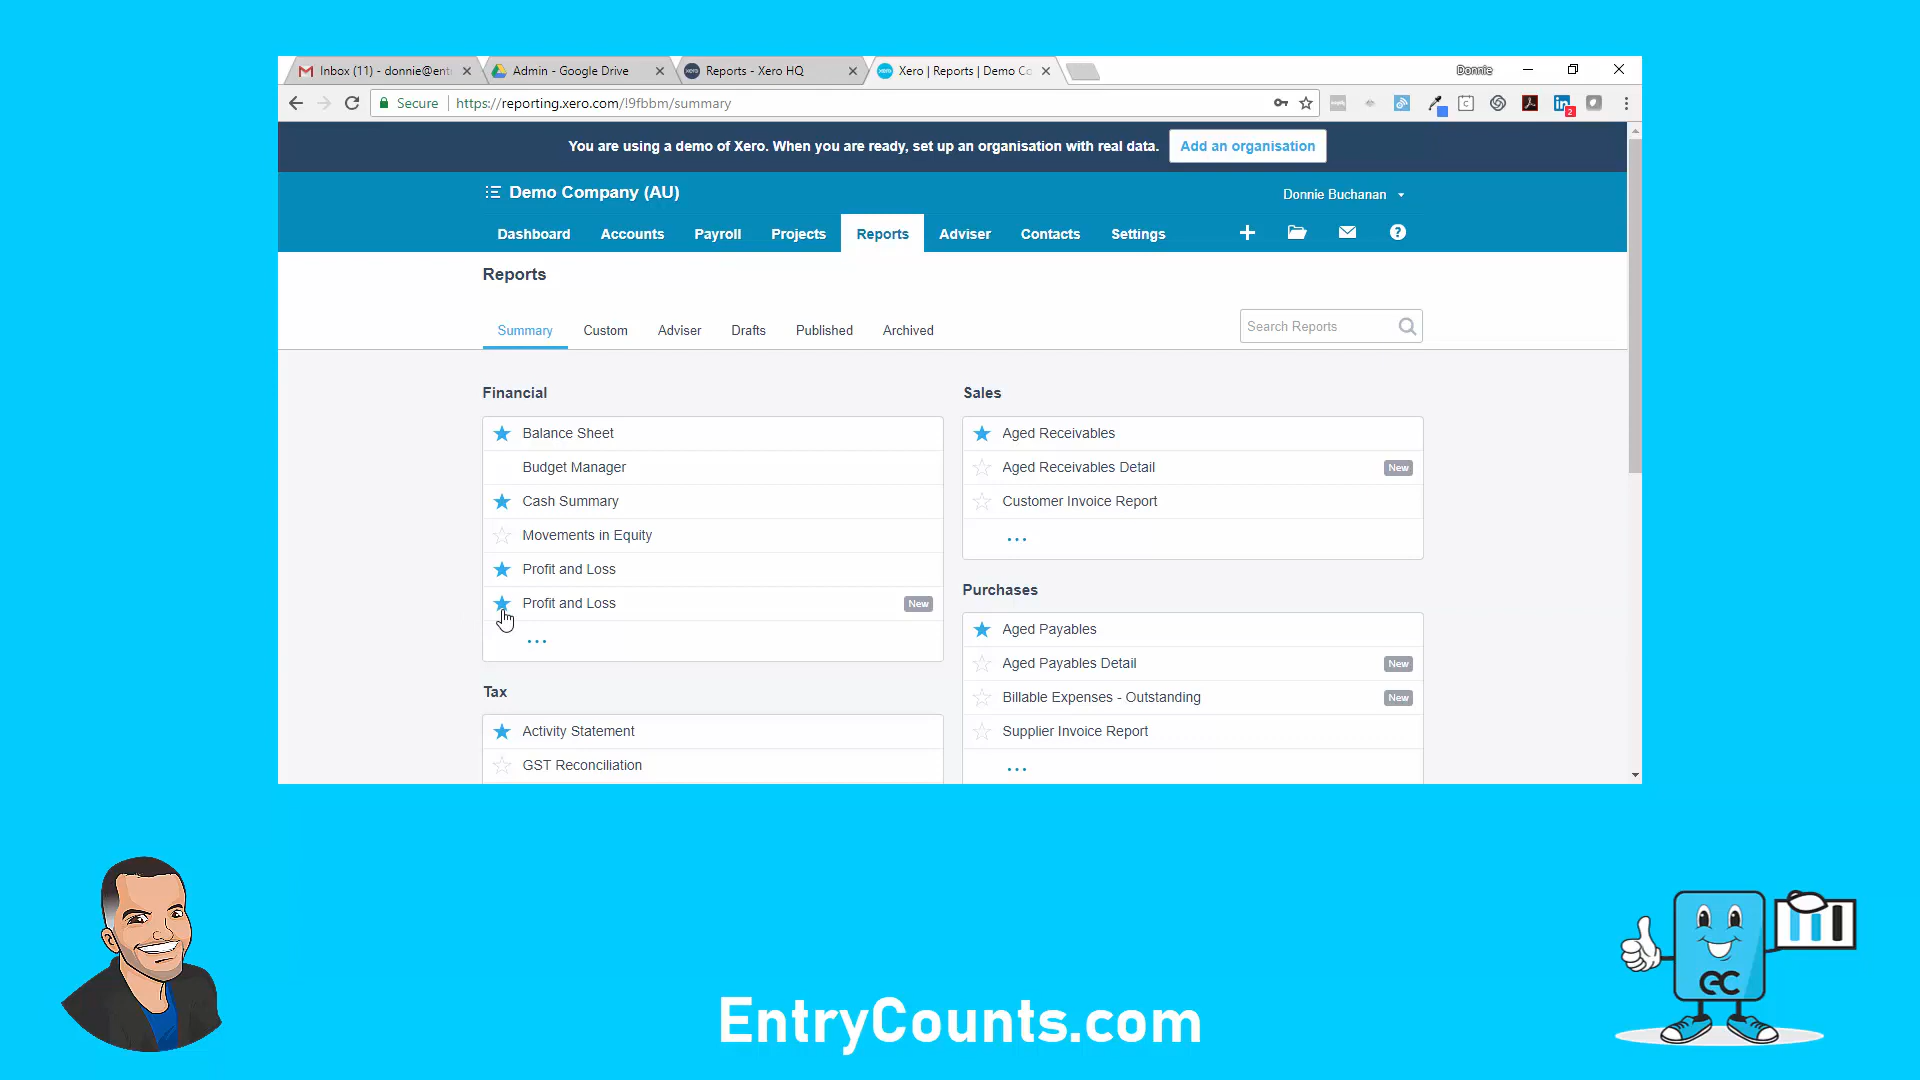 Inbox (11) - donnie@ent
Admin - Google Drive
xero
Reports - Xero HQ
xero
Xero | Reports | Demo Co
Donnie
Secure
https://reporting.xero.com/!9fbbm/summary
in 2
You are using a demo of Xero. When you are ready, set up an organisation with real data.
Add an organisation
Demo Company (AU)
Donnie Buchanan
Dashboard
Accounts
Payroll
Projects
Reports
Adviser
Contacts
Settings
Reports
Summary
Custom
Adviser
Drafts
Published
Archived
Search Reports
Financial
Balance Sheet
Budget Manager
Cash Summary
Movements in Equity
Profit and Loss
Profit and Loss New
...
Tax
Activity Statement
GST Reconciliation
Sales
Aged Receivables
Aged Receivables Detail New
Customer Invoice Report
...
Purchases
Aged Payables
Aged Payables Detail New
Billable Expenses - Outstanding New
Supplier Invoice Report
...
ec
EntryCounts.com